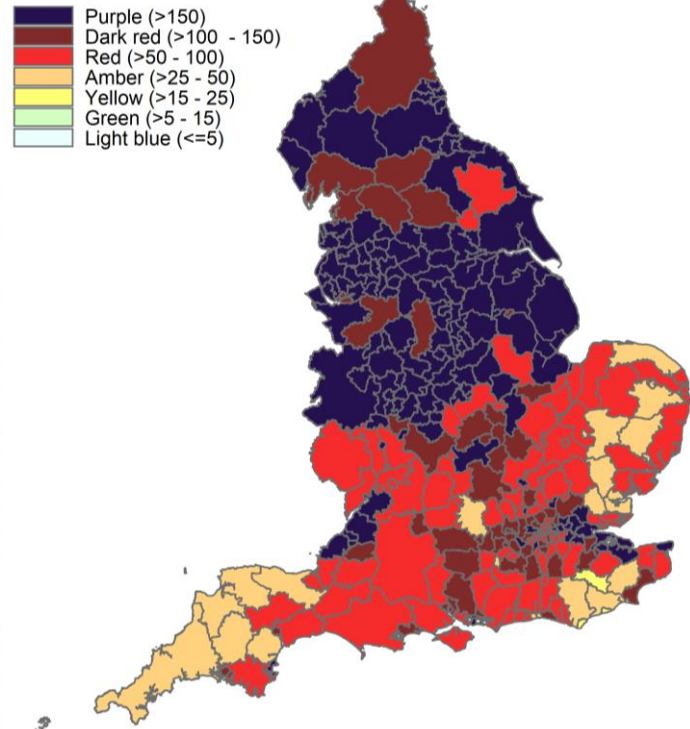 Purple (>150)
Dark red (>100 - 150)
Red (>50 - 100)
Amber (>25 - 50)
Yellow (>15 - 25)
Green (>5 - 15)
Light blue (<=5)